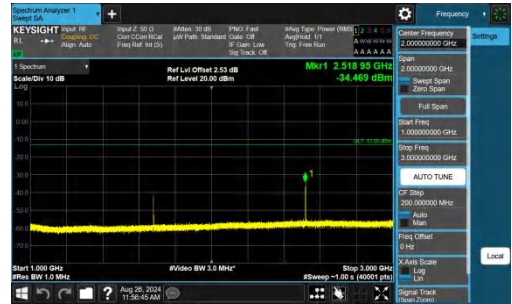 Spectrum Analyzer 1
Swept SA
+
Frequency
KEYSIGHT
Input: RF
Coupling: DC
Align: Auto
Input Z: 50 Ω
Corr CCorr RCal
Freq Ref: Int (S)
#Atten: 30 dB
µW Path: Standard
PNO: Fast
Gate: Off
IF Gain: Low
Sig Track: Off
#Avg Type: Power (RMS
Avg|Hold: 1/1
Trig: Free Run
1 2 3 4 5 6
A W W W W W
A A A A A A
1 Spectrum
Scale/Div 10 dB
Log
Ref Lvl Offset 2.53 dB
Ref Level 20.00 dBm
Mkr1 2.518 95 GHz
-34.469 dBm
10.0
0.00
-10.0
-20.0
-30.0
-40.0
-50.0
-60.0
-70.0
1
Start 1.000 GHz
#Res BW 1.0 MHz
#Video BW 3.0 MHz*
Stop 3.000 GHz
#Sweep ~1.00 s (40001 pts)
Aug 26, 2024
11:56:45 AM
Center Frequency
2.000000000 GHz
Settings
Span
2.00000000 GHz
Swept Span
Zero Span
Full Span
Start Freq
1.000000000 GHz
Stop Freq
3.000000000 GHz
AUTO TUNE
CF Step
200.000000 MHz
Auto
Man
Freq Offset
0 Hz
X Axis Scale
Log
Lin
Local
Signal Track
(Span Zoom)